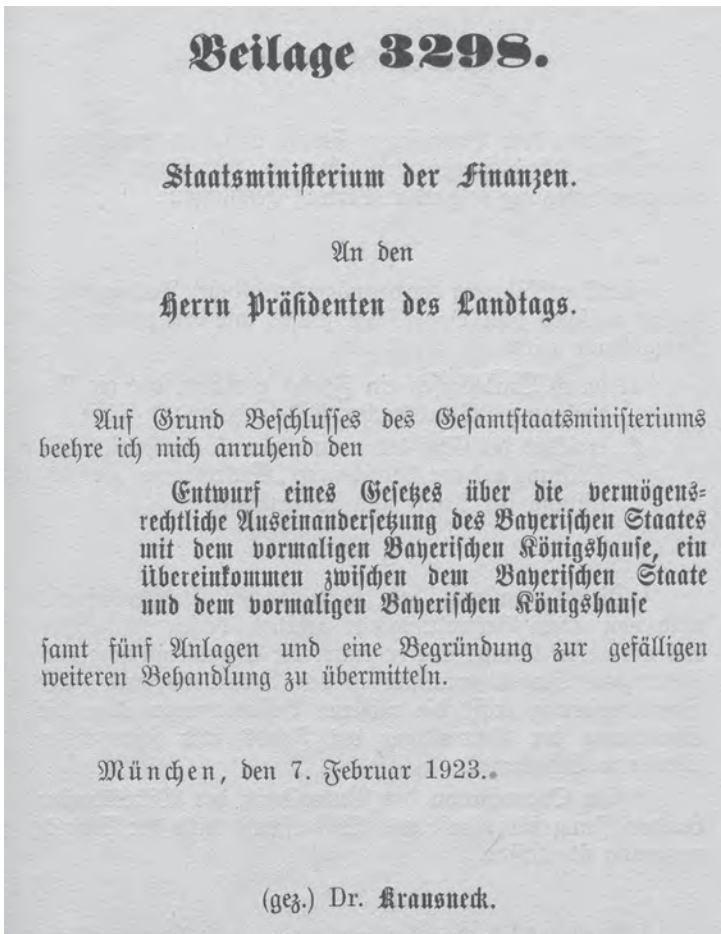 Beilage 3298.
Staatsministerium der Finanzen.
An den
Herrn Präsidenten des Landtags.
Auf Grund Beschlusses des Gesamtstaatsministeriums
beehre ich mich anruhend den
Entwurf eines Gesetzes über die vermögens-
rechtliche Auseinandersetzung des Bayerischen Staates
mit dem vormaligen Bayerischen Königshause, ein
Übereinkommen zwischen dem Bayerischen Staate
und dem vormaligen Bayerischen Königshause
samt fünf Anlagen und eine Begründung zur gefälligen
weiteren Behandlung zu übermitteln.
München, den 7. Februar 1923.
(gez.) Dr. Krausneck.